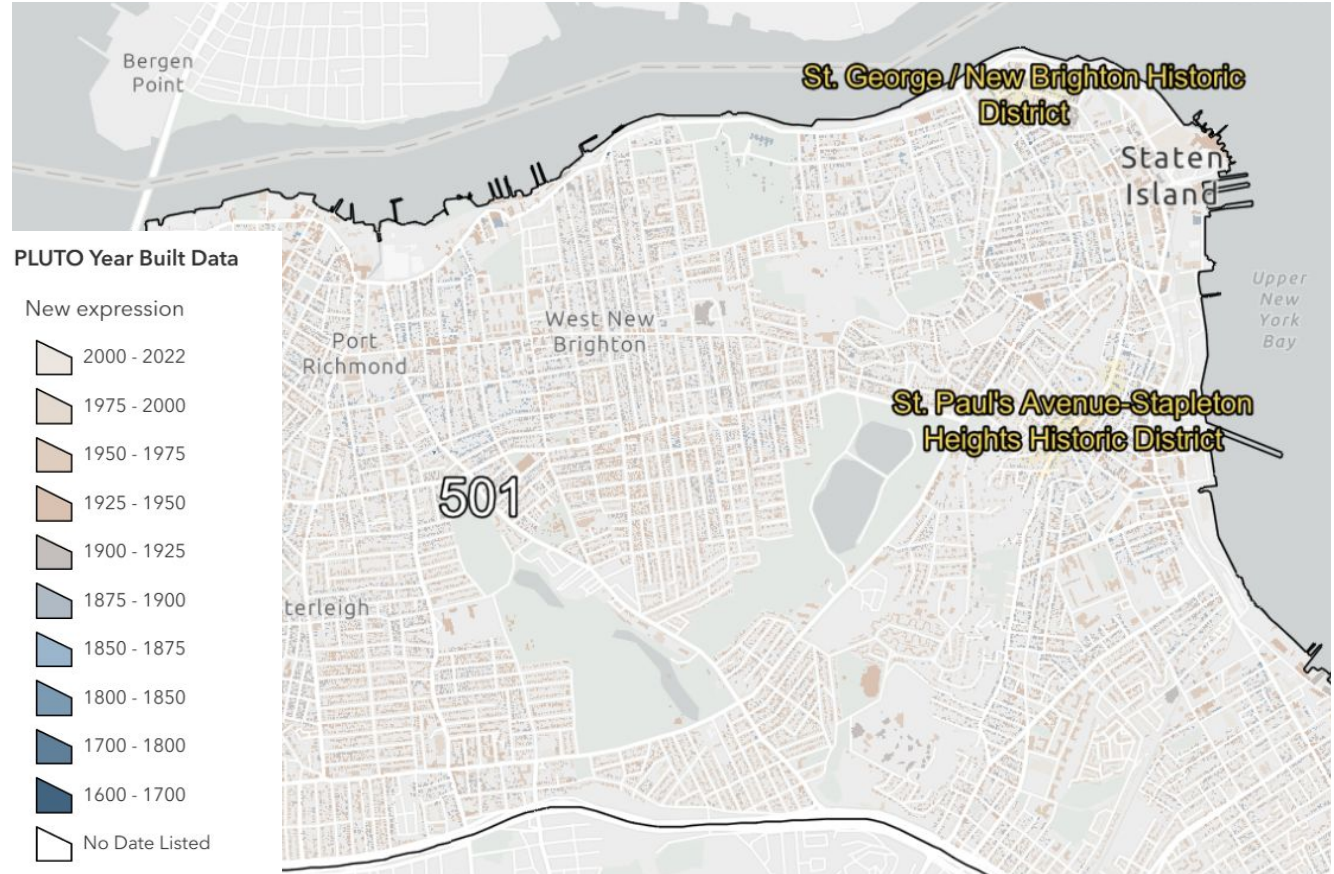 Bergen
Point
St. George / New Brighton Historic
District
Staten
Island
PLUTO Year Built Data
New expression
2000 - 2022
1975 - 2000
1950 - 1975
1925 - 1950
1900 - 1925
1875 - 1900
1850 - 1875
1800 - 1850
1700 - 1800
1600 - 1700
No Date Listed
Upper
New
York
Bay
Port
Richmond
West New
Brighton
St. Paul's Avenue-Stapleton
Heights Historic District
501
terleigh